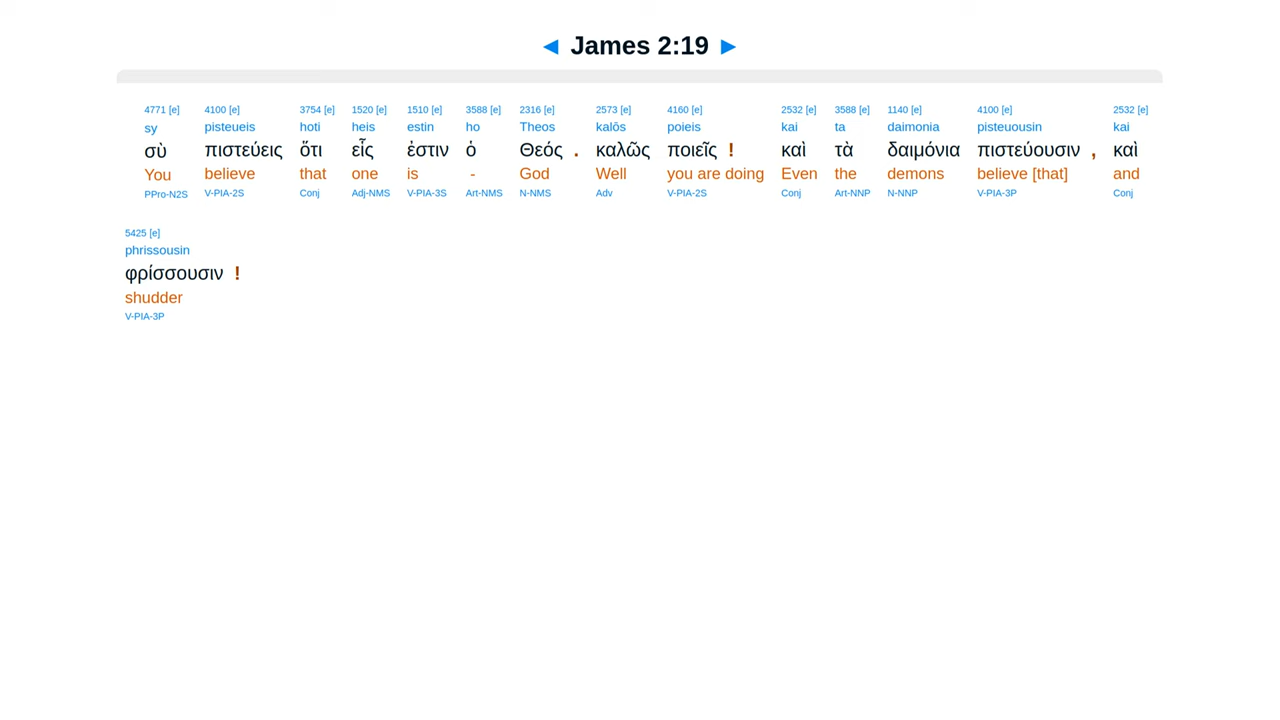 ◄ James 2:19 ►
4771 [e] 4100 [e] 3754 [e] 1520 [e] 1510 [e] 3588 [e] 2316 [e] 2573 [e] 4160 [e] 2532 [e] 3588 [e] 1140 [e] 4100 [e] 2532 [e]
sy pisteueis hoti heis estin ho Theos kalōs poieis kai ta daimonia pisteuousin kai
σὺ πιστεύεις ὅτι εἷς ἐστιν ὁ Θεός . καλῶς ποιεῖς ! καὶ τὰ δαιμόνια πιστεύουσιν , καὶ
You believe that one is - God Well you are doing Even the demons believe [that] and
PPro-N2S V-PIA-2S Conj Adj-NMS V-PIA-3S Art-NMS N-NMS Adv V-PIA-2S Conj Art-NNP N-NNP V-PIA-3P Conj
5425 [e]
phrissousin
φρίσσουσιν !
shudder
V-PIA-3P